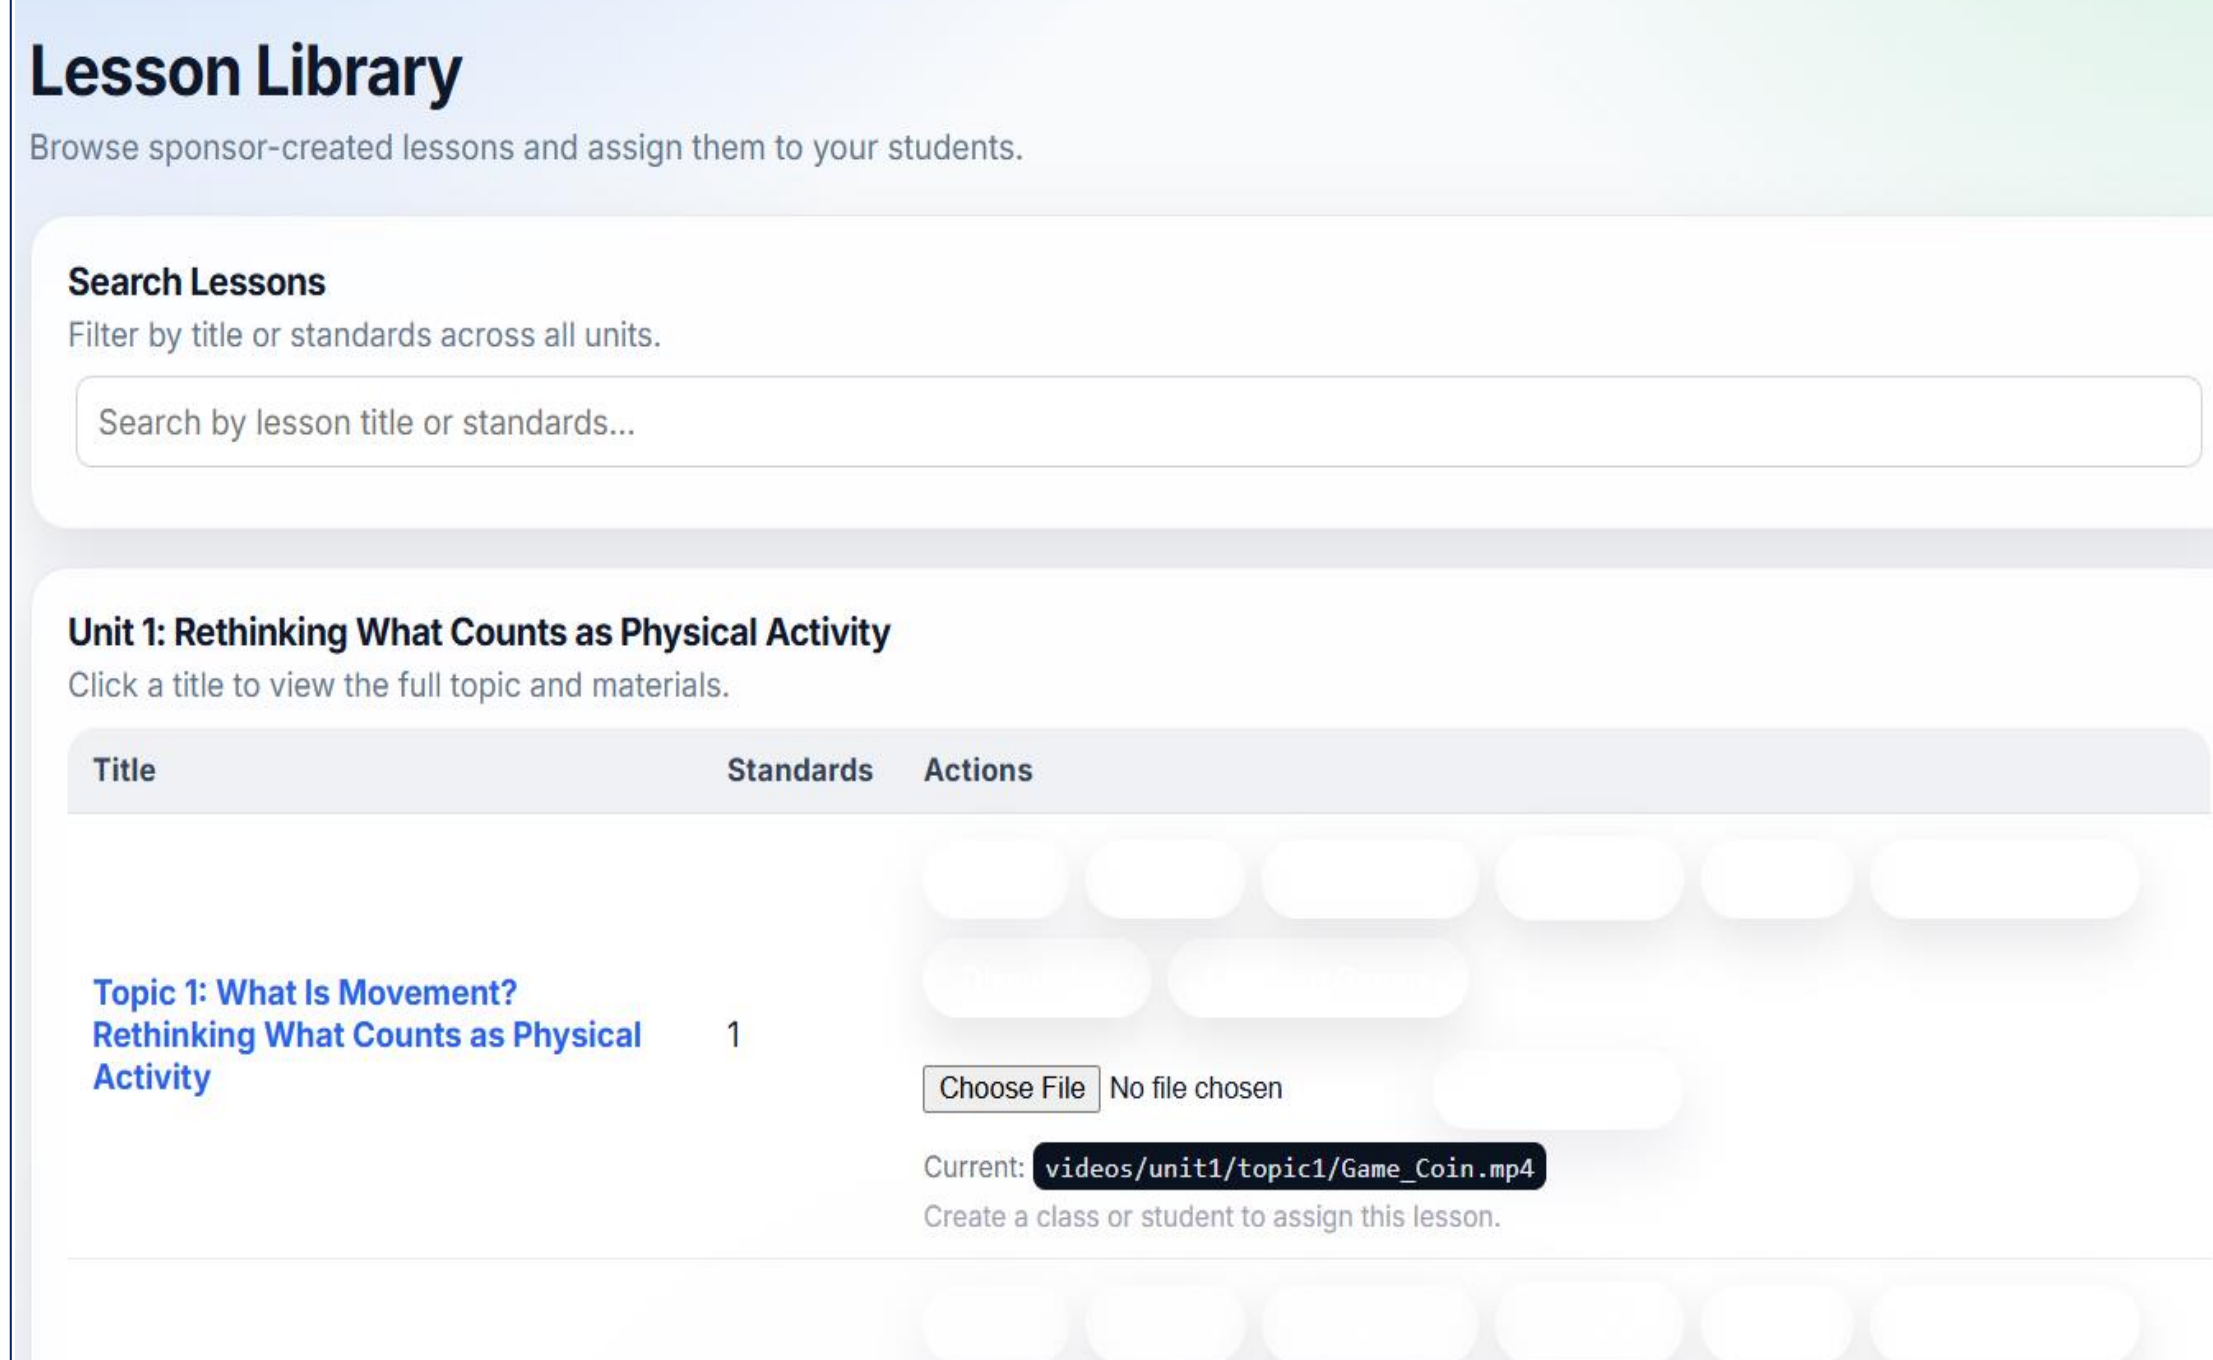 Lesson Library
Browse sponsor-created lessons and assign them to your students.
Search Lessons
Filter by title or standards across all units.
Search by lesson title or standards...
Unit 1: Rethinking What Counts as Physical Activity
Click a title to view the full topic and materials.
Title Standards Actions
Topic 1: What Is Movement?
Rethinking What Counts as Physical
Activity
1
Choose File No file chosen
Current: videos/unit1/topic1/Game_Coin.mp4
Create a class or student to assign this lesson.